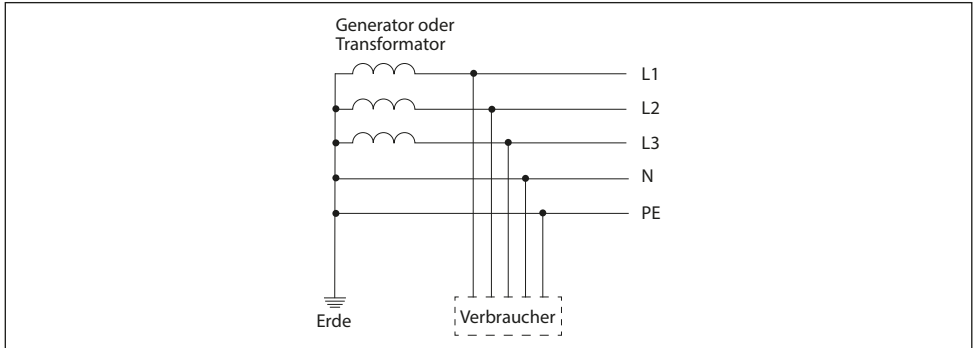 Generator oder
Transformator
L1
L2
L3
N
PE
Erde
Verbraucher